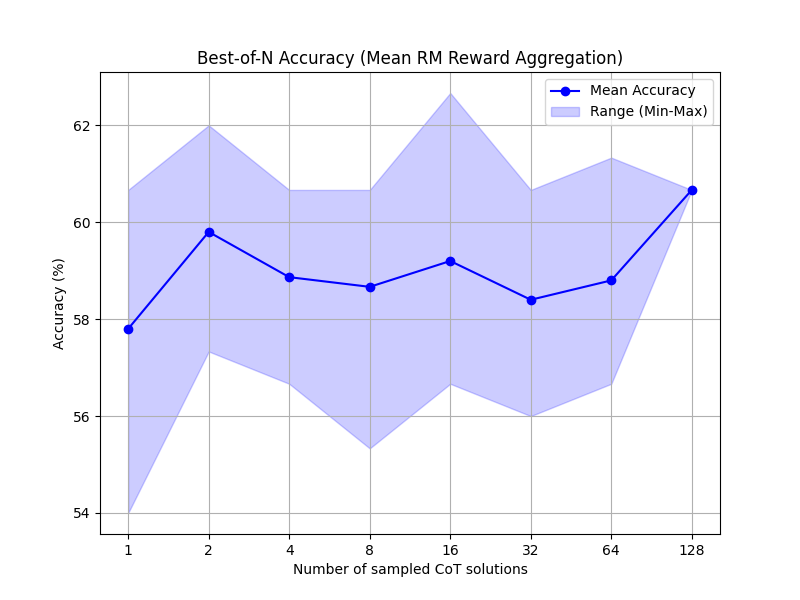 Best-of-N Accuracy (Mean RM Reward Aggregation)
Mean Accuracy
Range (Min-Max)
Accuracy (%)
62
60
58
56
54
1 2 4 8 16 32 64 128
Number of sampled CoT solutions